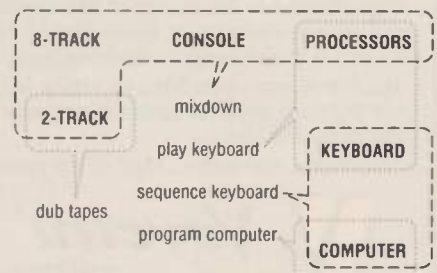 8-TRACK CONSOLE PROCESSORS
mixdown
2-TRACK
play keyboard
KEYBOARD
sequence keyboard
dub tapes
program computer
COMPUTER